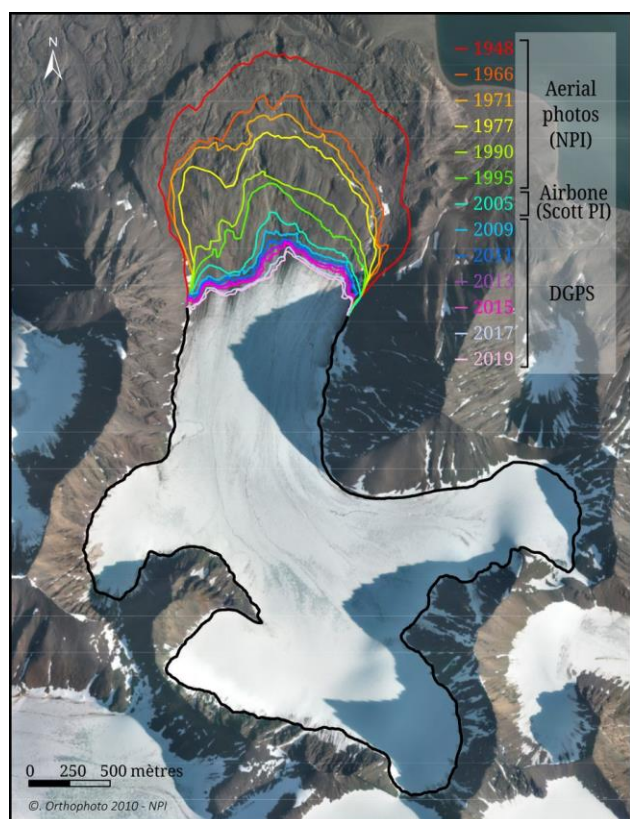 N
1948
1966
1971
1977
1990
1995
2005
2009
2011
2013
2015
2017
2019
Aerial
photos
(NPI)
Airbone
(Scott PI)
DGPS
0 250 500 mètres
©. Orthophoto 2010 - NPI